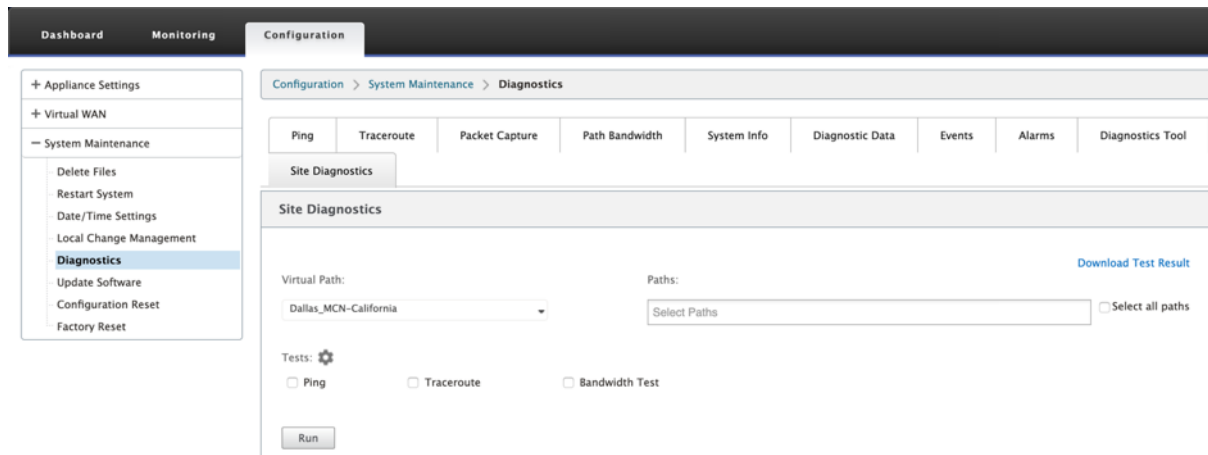 Dashboard Monitoring Configuration
+ Appliance Settings
+ Virtual WAN
− System Maintenance
Delete Files
Restart System
Date/Time Settings
Local Change Management
Diagnostics
Update Software
Configuration Reset
Factory Reset
Configuration > System Maintenance > Diagnostics
Ping Traceroute Packet Capture Path Bandwidth System Info Diagnostic Data Events Alarms Diagnostics Tool
Site Diagnostics
Site Diagnostics
Download Test Result
Virtual Path: Paths:
Dallas_MCN-California Select Paths Select all paths
Tests:
Ping Traceroute Bandwidth Test
Run